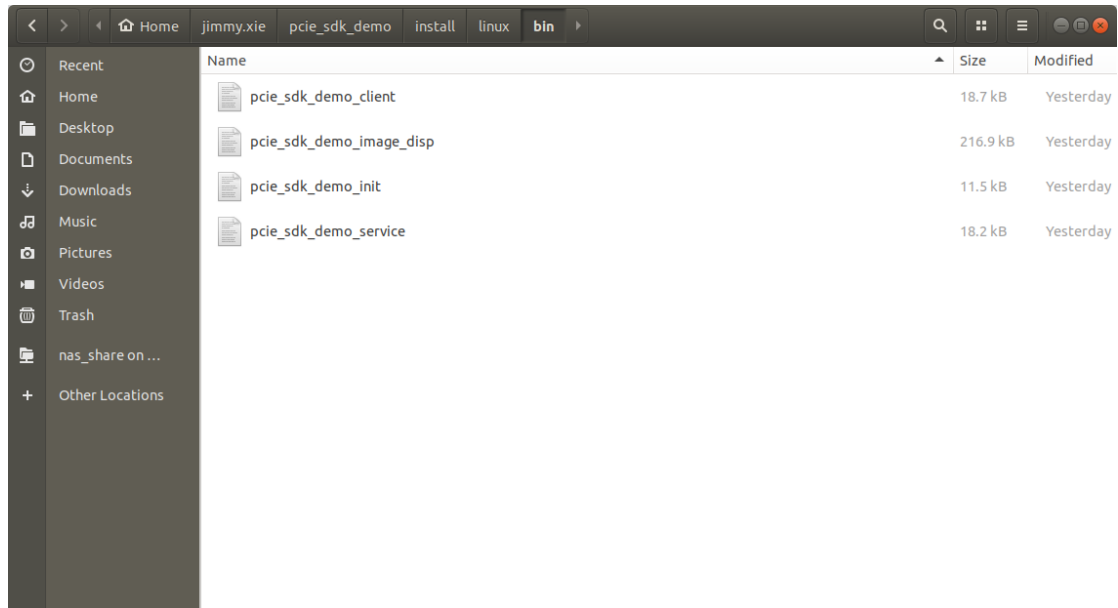 Home jimmy.xie pcie_sdk_demo install linux bin
Recent
Home
Desktop
Documents
Downloads
Music
Pictures
Videos
Trash
nas_share on …
Other Locations
Name Size Modified
pcie_sdk_demo_client 18.7 kB Yesterday
pcie_sdk_demo_image_disp 216.9 kB Yesterday
pcie_sdk_demo_init 11.5 kB Yesterday
pcie_sdk_demo_service 18.2 kB Yesterday